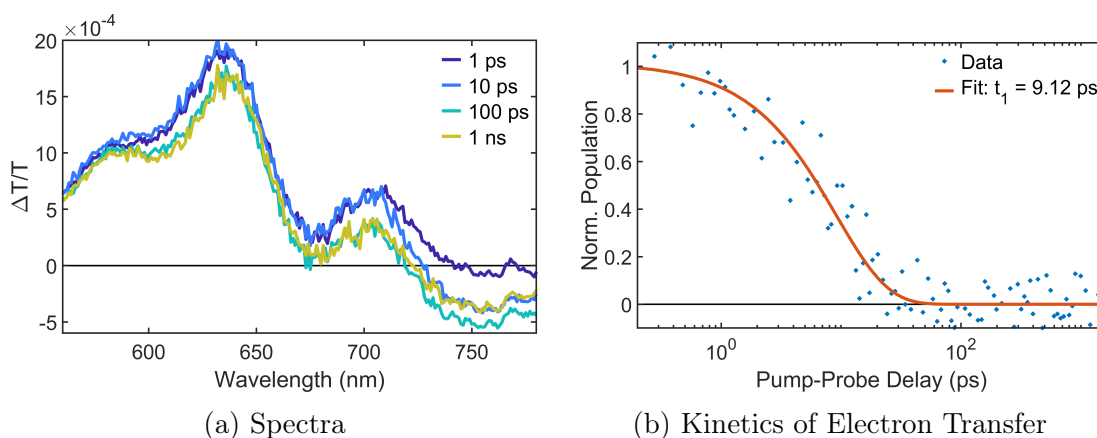 ×10⁻⁴
20
15
10
5
0
-5
ΔT/T
1 ps
10 ps
100 ps
1 ns
600
650
700
750
Wavelength (nm)
(a) Spectra
1
0.8
0.6
0.4
0.2
0
Norm. Population
Data
Fit: t₁ = 9.12 ps
10⁰
10²
Pump-Probe Delay (ps)
(b) Kinetics of Electron Transfer